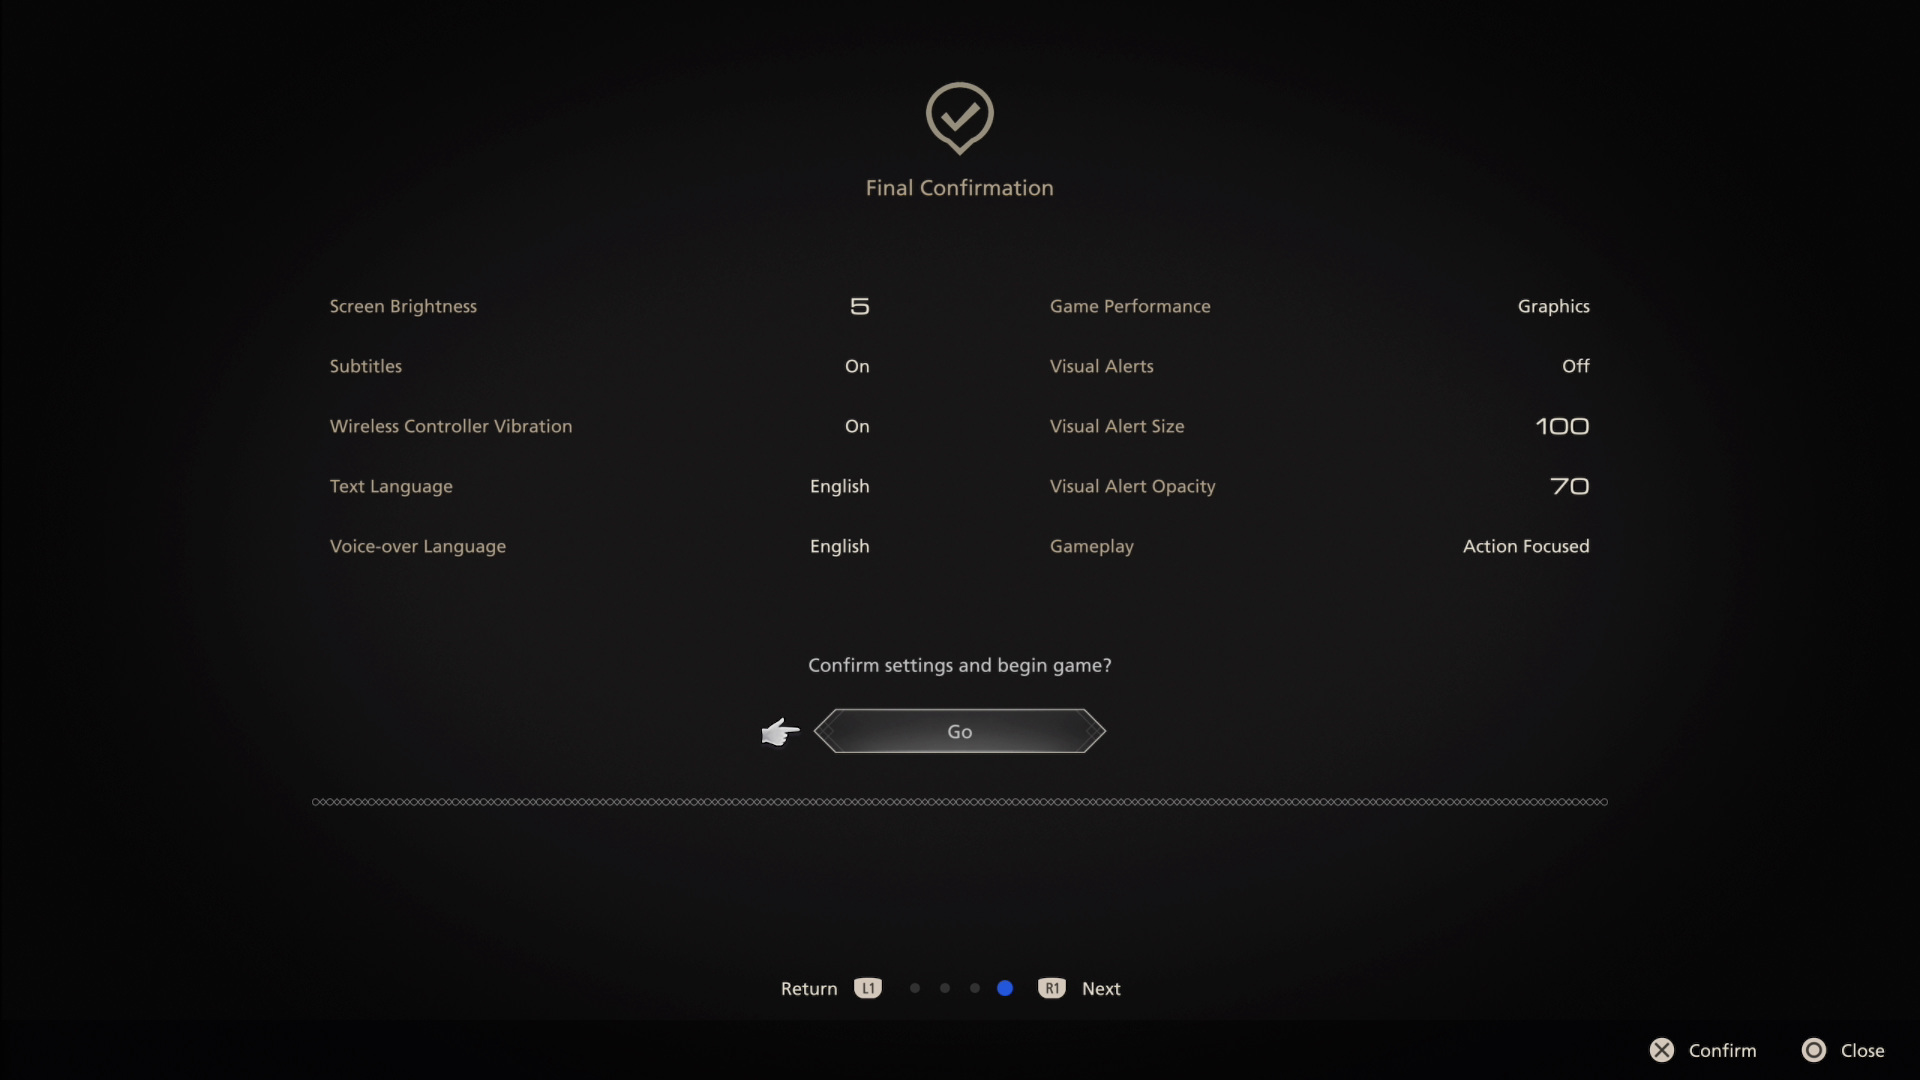 Final Confirmation
Screen Brightness 5
Subtitles On
Wireless Controller Vibration On
Text Language English
Voice-over Language English
Game Performance Graphics
Visual Alerts Off
Visual Alert Size 100
Visual Alert Opacity 70
Gameplay Action Focused
Confirm settings and begin game?
Go
Return L1 R1 Next
Confirm Close